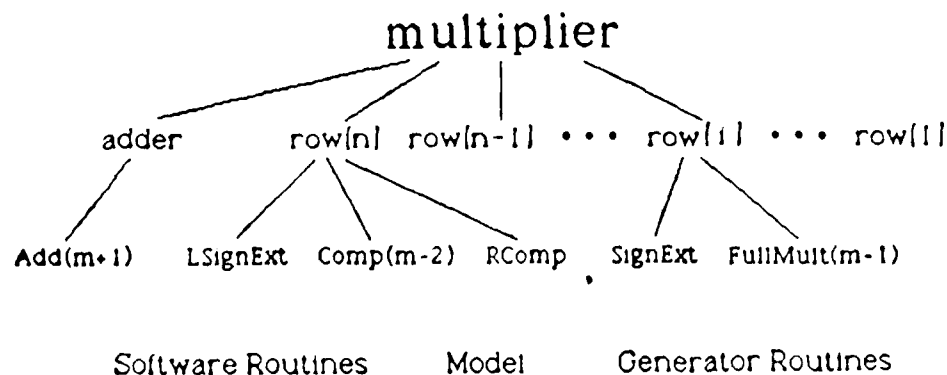 multiplier
adder row[n] row[n-1] • • • row[i] • • • row[1]
Add(m+1) LSignExt Comp(m-2) RComp SignExt FullMult(m-1)
Software Routines Model Generator Routines